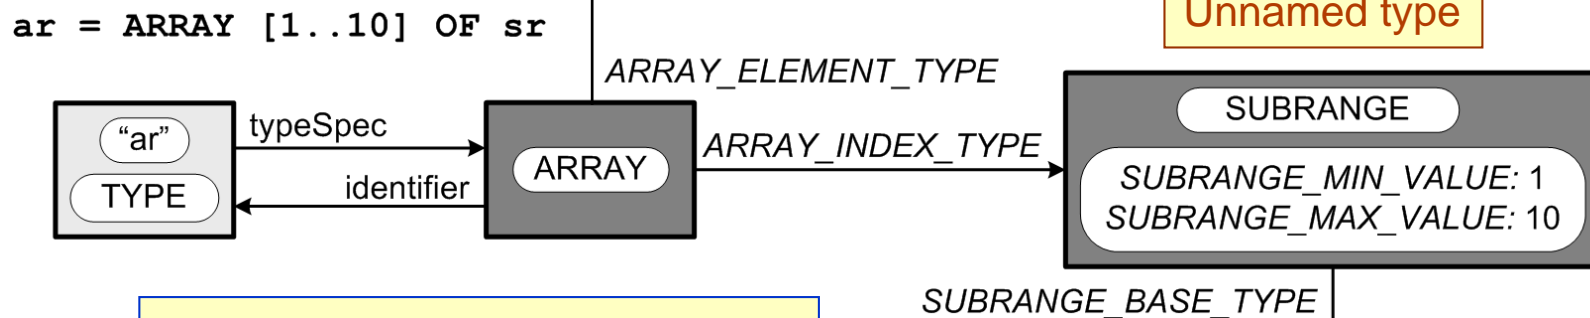 Unnamed type
ar = ARRAY [1..10] OF sr
ARRAY_ELEMENT_TYPE
“ar”
TYPE
typeSpec
identifier
ARRAY
ARRAY_INDEX_TYPE
SUBRANGE
SUBRANGE_MIN_VALUE: 1
SUBRANGE_MAX_VALUE: 10
SUBRANGE_BASE_TYPE